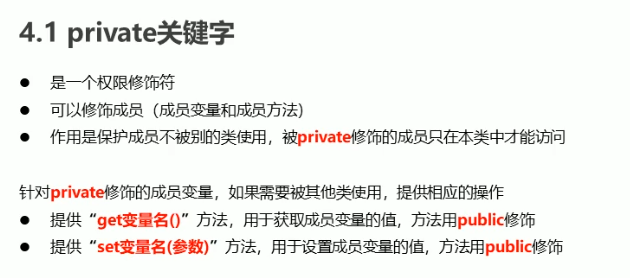 4.1 private关键字
● 是一个权限修饰符
● 可以修饰成员（成员变量和成员方法）
● 作用是保护成员不被别的类使用，被private修饰的成员只在本类中才能访问
针对private修饰的成员变量，如果需要被其他类使用，提供相应的操作
● 提供“get变量名()”方法，用于获取成员变量的值，方法用public修饰
● 提供“set变量名(参数)”方法，用于设置成员变量的值，方法用public修饰